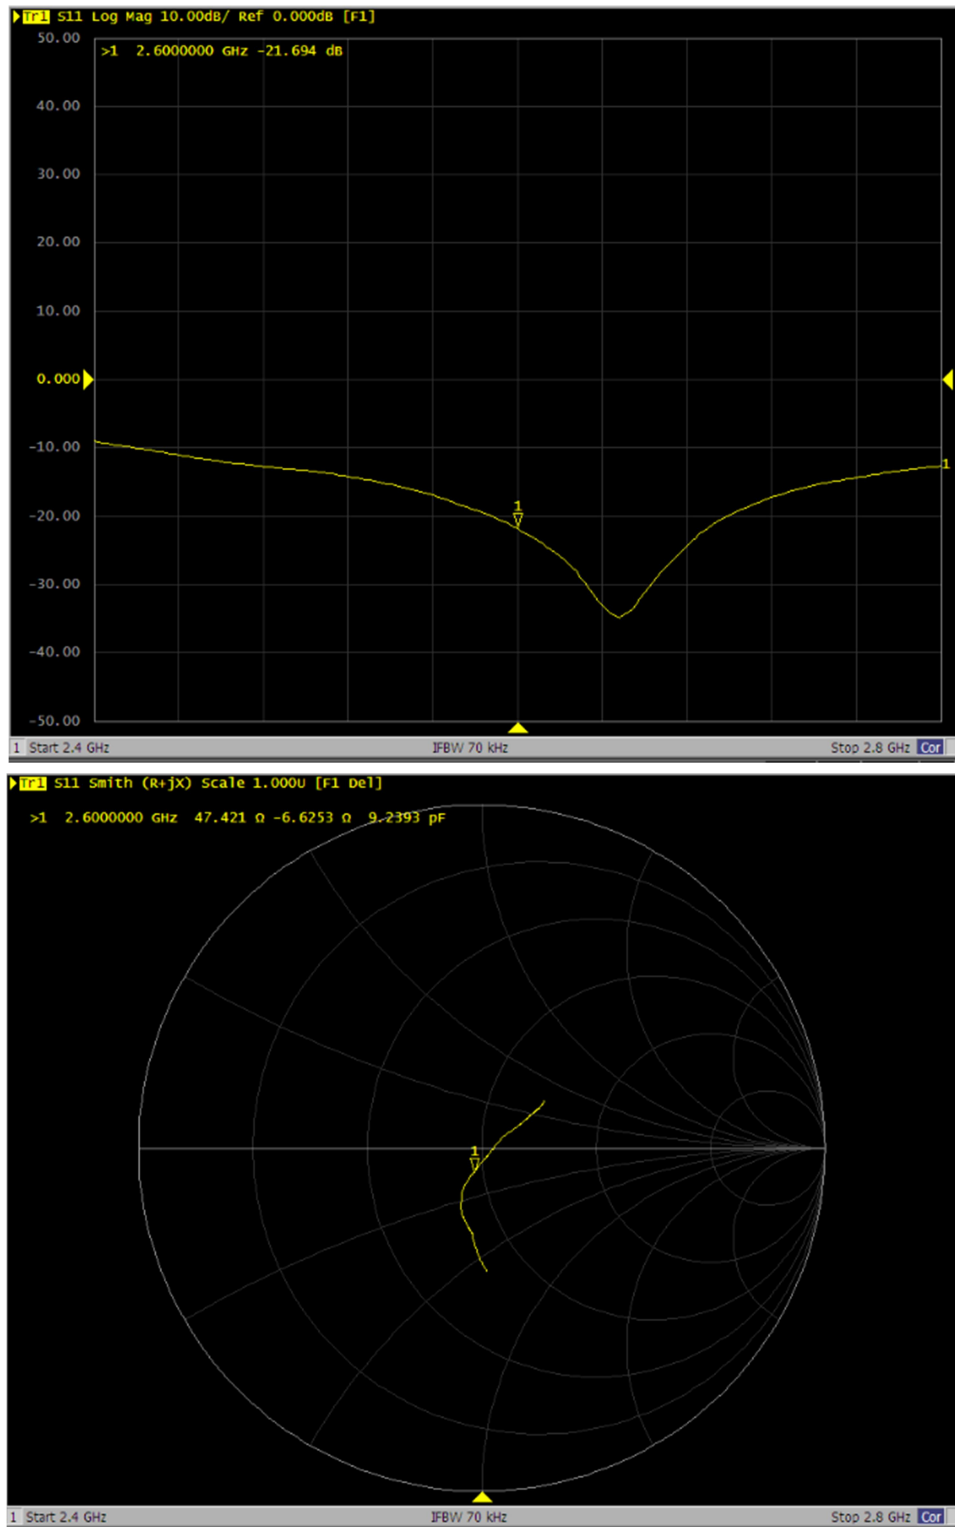 Tr1 S11 Log Mag 10.00dB/ Ref 0.000dB [F1]
50.00
>1 2.6000000 GHz -21.694 dB
40.00
30.00
20.00
10.00
0.000
-10.00
1
-20.00
1
-30.00
-40.00
-50.00
1 Start 2.4 GHz IFBW 70 kHz Stop 2.8 GHz Cor
Tr1 S11 Smith (R+jX) Scale 1.000U [F1 Del]
>1 2.6000000 GHz 47.421 Ω -6.6253 Ω 9.2393 pF
1
1 Start 2.4 GHz IFBW 70 kHz Stop 2.8 GHz Cor